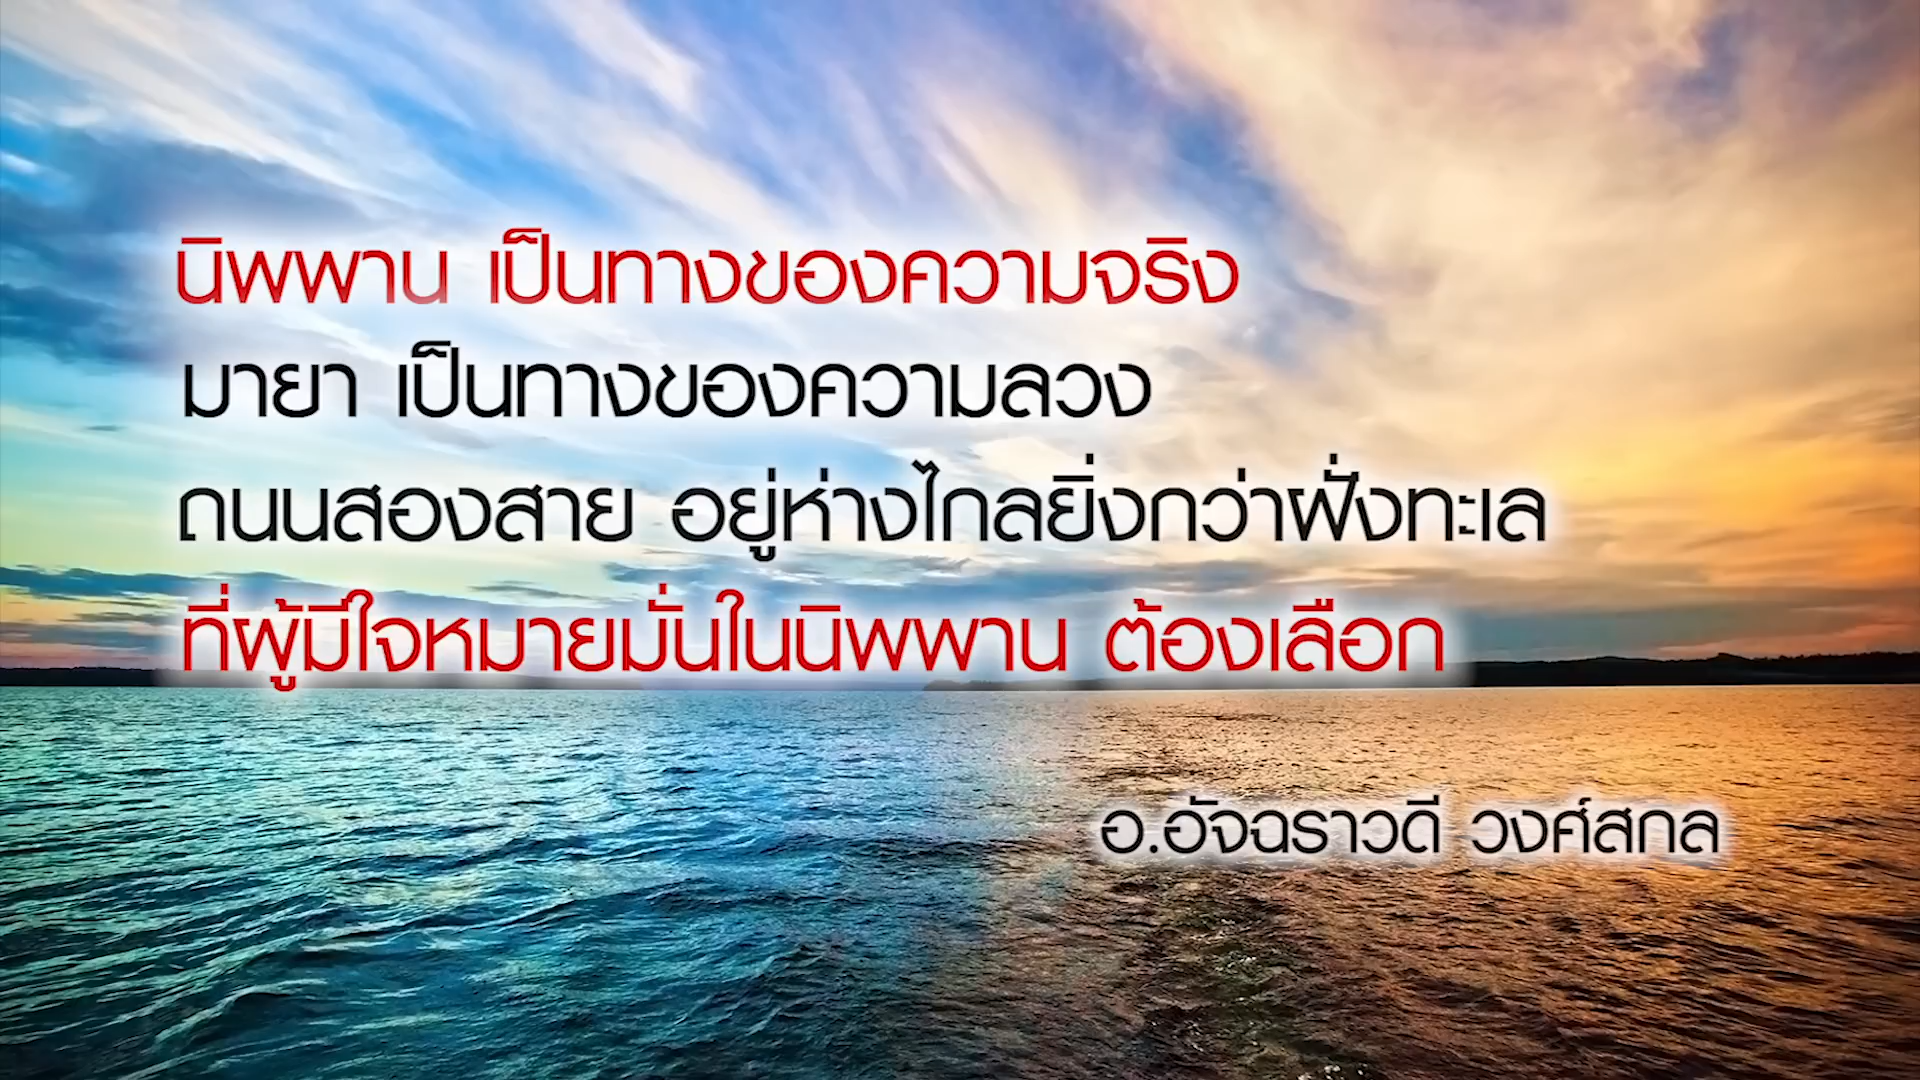 นิพพาน เป็นทางของความจริง
มายา เป็นทางของความลวง
ถนนสองสาย อยู่ห่างไกลยิ่งกว่าฝั่งทะเล
ที่ผู้มีใจหมายมั่นในนิพพาน ต้องเลือก
อ.อัจฉราวดี วงศ์สกล